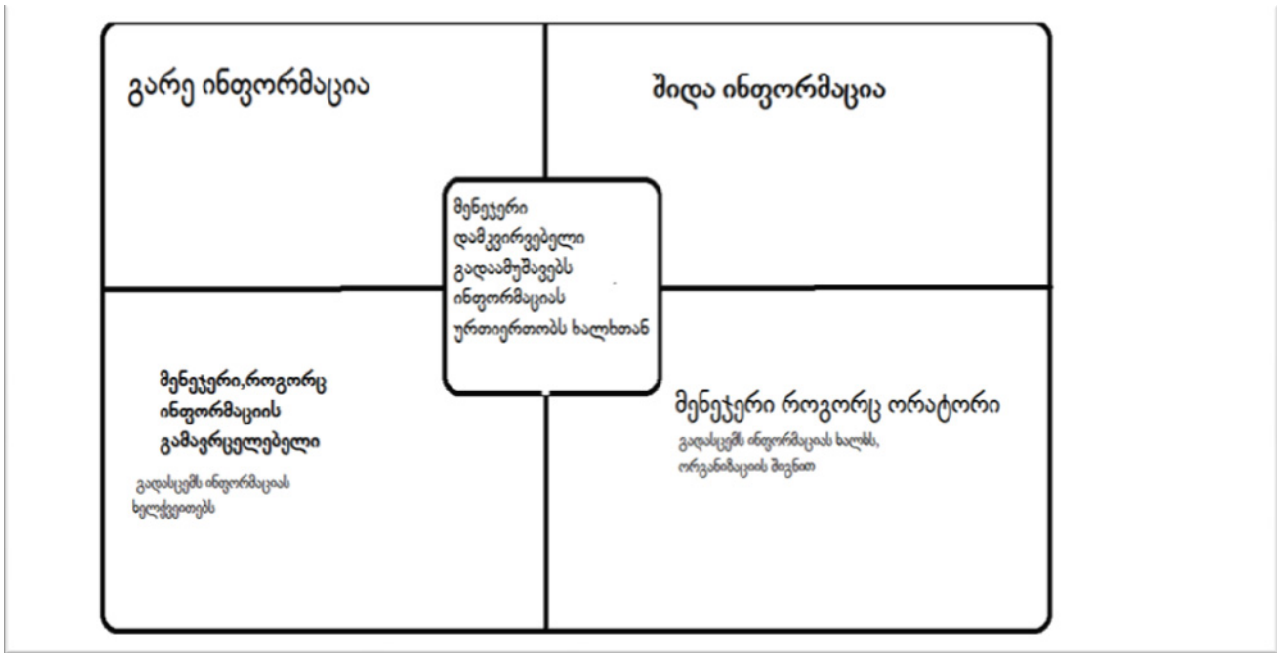 გარე ინფორმაცია
შიდა ინფორმაცია
მენეჯერი
დამკვირვებელი
გადაამუშავებს
ინფორმაციას
ურთიერთობს ხალხთან
მენეჯერი,როგორც
ინფორმაციის
გამავრცელებელი
გადასცემს ინფორმაციას
ხელქვეითებს
მენეჯერი როგორც ორატორი
გადასცემს ინფორმაციას ხალხს,
ორგანიზაციის შიგნით